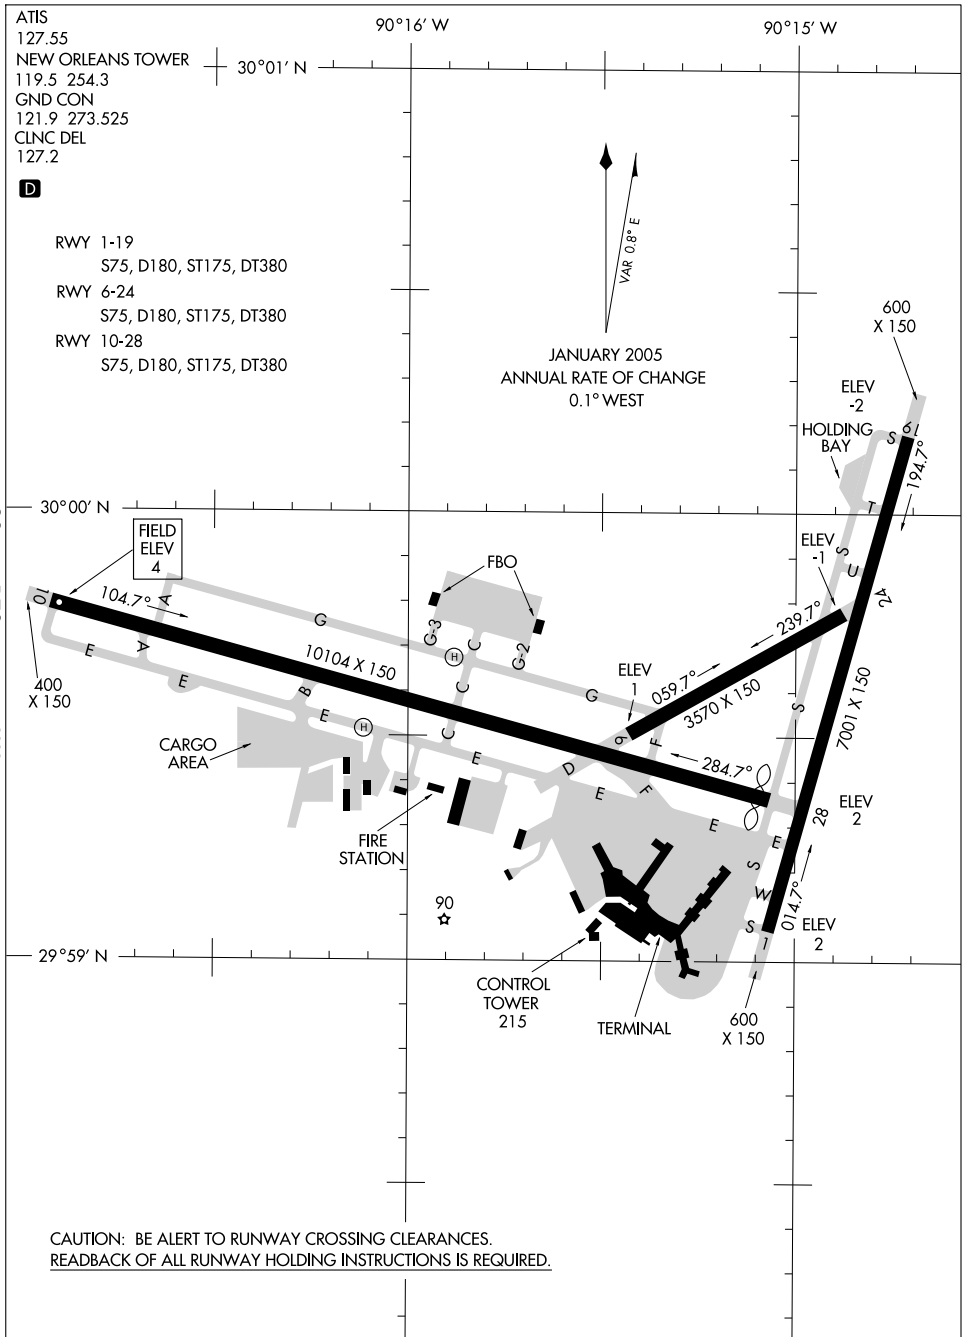 ATIS
127.55
NEW ORLEANS TOWER
119.5 254.3
GND CON
121.9 273.525
CLNC DEL
127.2
D
90°16' W
90°15' W
30°01' N
RWY 1-19
S75, D180, ST175, DT380
RWY 6-24
S75, D180, ST175, DT380
RWY 10-28
S75, D180, ST175, DT380
VAR 0.8° E
JANUARY 2005
ANNUAL RATE OF CHANGE
0.1° WEST
600
X 150
ELEV
-2
HOLDING
BAY
S
19
194.7°
30°00' N
T
FIELD
ELEV
4
FBO
ELEV
-1
S
U
24
10
104.7°
A
G
G-3
C
G-2
H
239.7°
A
E
E
10104 X 150
400
X 150
B
E
H
C
C
E
ELEV
1
059.7°
3570 X 150
G
6
F
S
7001 X 150
CARGO
AREA
284.7°
D
E
F
E
28
ELEV
2
E
FIRE
STATION
S
W
014.7°
90
S
1
ELEV
2
29°59' N
CONTROL
TOWER
215
TERMINAL
600
X 150
CAUTION: BE ALERT TO RUNWAY CROSSING CLEARANCES.
READBACK OF ALL RUNWAY HOLDING INSTRUCTIONS IS REQUIRED.